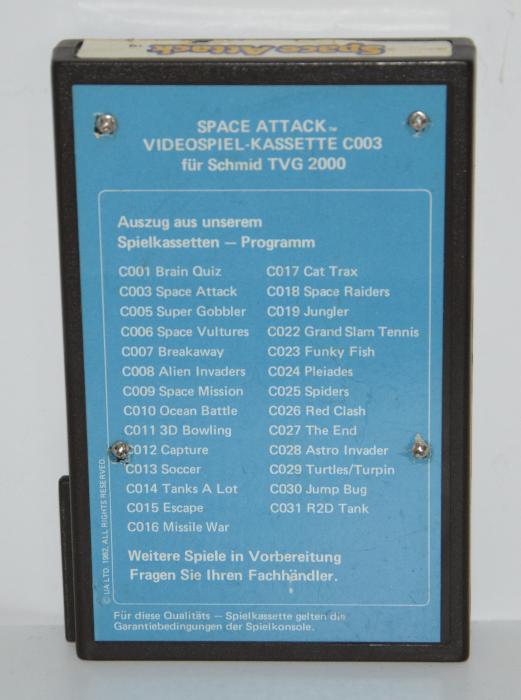 Space Attack
SPACE ATTACK™
VIDEOSPIEL-KASSETTE C003
für Schmid TVG 2000
Auszug aus unserem
Spielkassetten – Programm
C001 Brain Quiz
C003 Space Attack
C005 Super Gobbler
C006 Space Vultures
C007 Breakaway
C008 Alien Invaders
C009 Space Mission
C010 Ocean Battle
C011 3D Bowling
C012 Capture
C013 Soccer
C014 Tanks A Lot
C015 Escape
C016 Missile War
C017 Cat Trax
C018 Space Raiders
C019 Jungler
C022 Grand Slam Tennis
C023 Funky Fish
C024 Pleiades
C025 Spiders
C026 Red Clash
C027 The End
C028 Astro Invader
C029 Turtles/Turpin
C030 Jump Bug
C031 R2D Tank
Weitere Spiele in Vorbereitung
Fragen Sie Ihren Fachhändler.
Für diese Qualitäts – Spielkassette gelten die
Garantiebedingungen der Spielkonsole.
© UA LTD. 1982, ALL RIGHTS RESERVED.